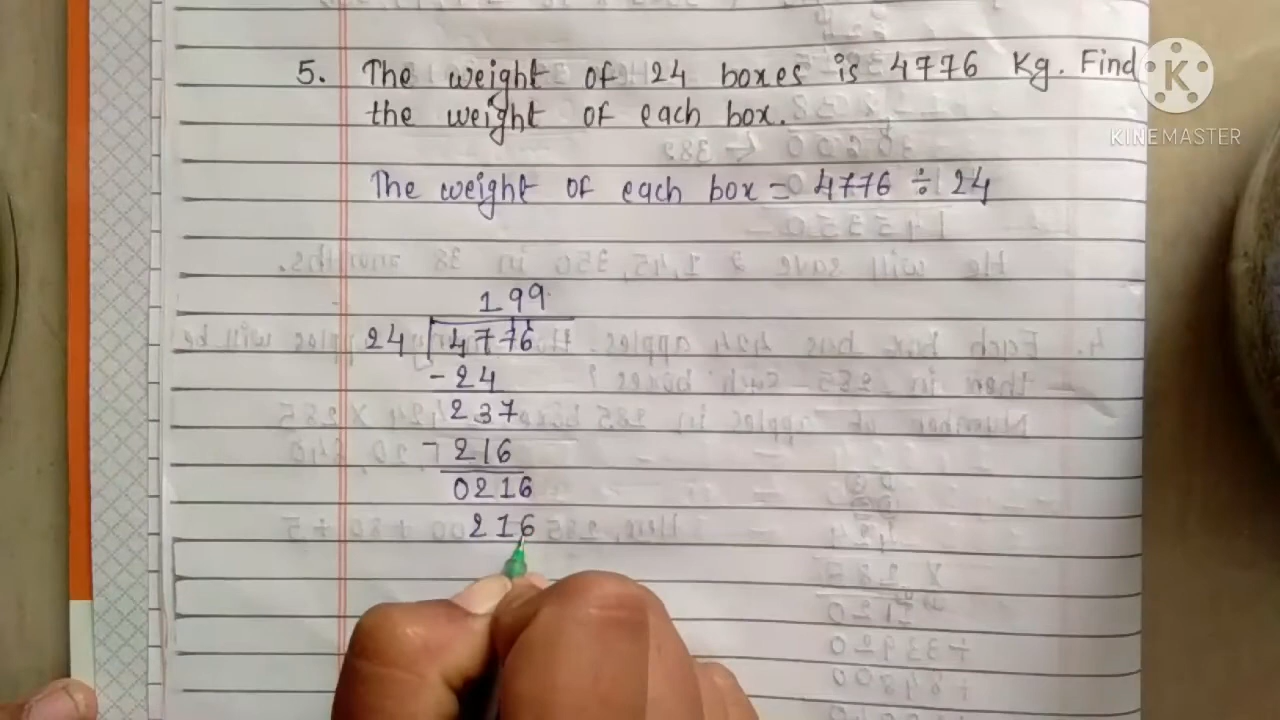 5. The weight of 24 boxes is 4776 Kg. Find
the weight of each box.
The weight of each box = 4776 ÷ 24
199
24 4776
- 24
237
- 216
0216
216
K
KINEMASTER